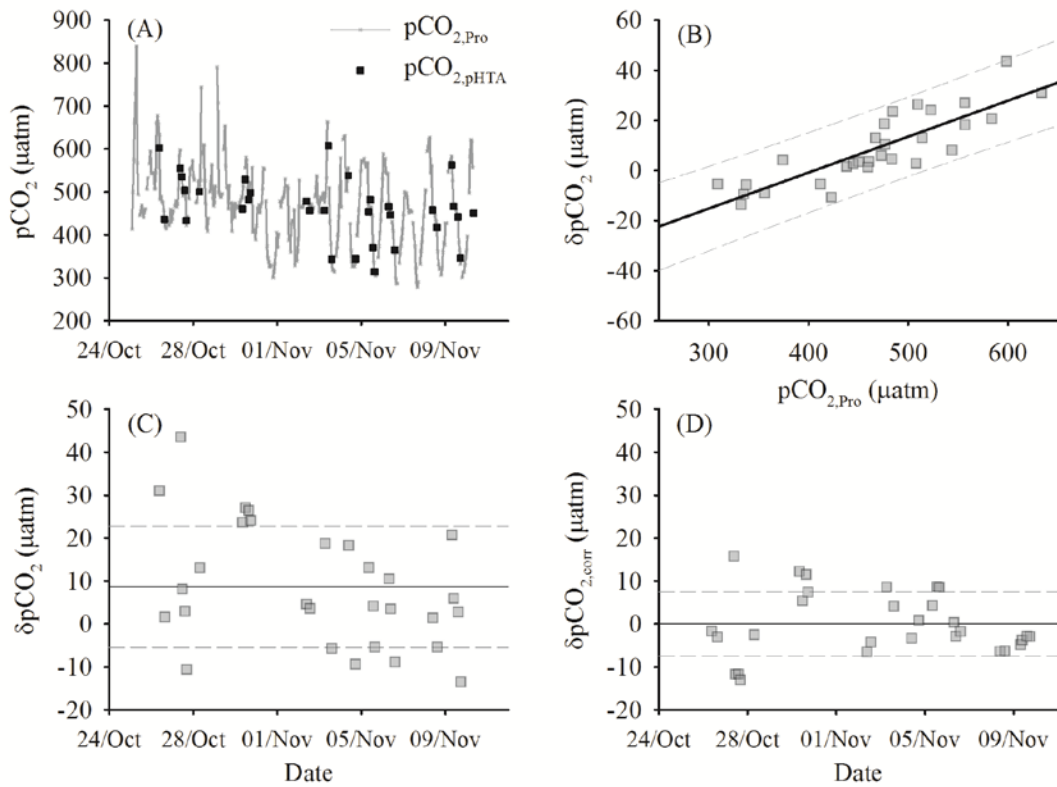 (A)
pCO2,Pro
pCO2,pHTA
900
800
700
600
500
400
300
200
pCO2 (µatm)
24/Oct 28/Oct 01/Nov 05/Nov 09/Nov
(B)
60
40
20
0
-20
-40
-60
δpCO2 (µatm)
300 400 500 600
pCO2,Pro (µatm)
(C)
50
40
30
20
10
0
-10
-20
δpCO2 (µatm)
24/Oct 28/Oct 01/Nov 05/Nov 09/Nov
Date
(D)
50
40
30
20
10
0
-10
-20
δpCO2,corr (µatm)
24/Oct 28/Oct 01/Nov 05/Nov 09/Nov
Date